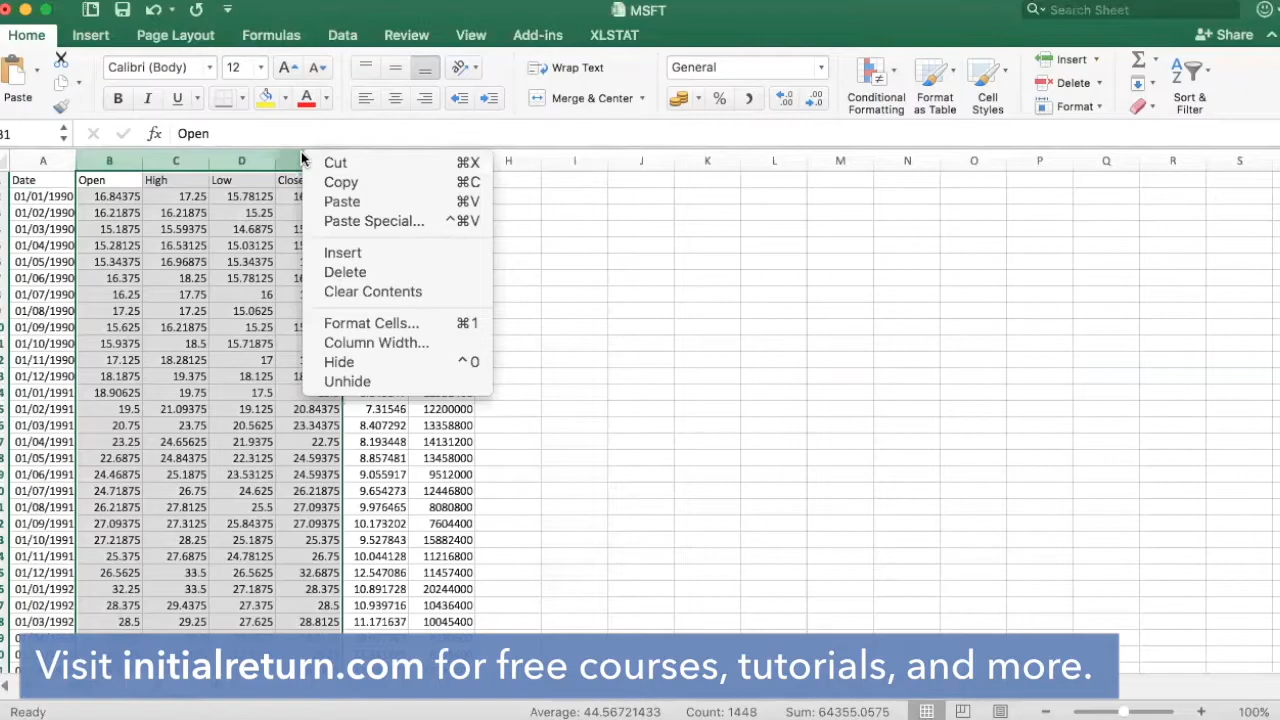 MSFT
Search Sheet
Home Insert Page Layout Formulas Data Review View Add-ins XLSTAT Share
Paste
Calibri (Body) 12
B I U
Wrap Text
Merge & Center
General
Conditional Formatting
Format as Table
Cell Styles
Insert
Delete
Format
Sort & Filter
fx Open
A B C D H I J K L M N O P Q R S
Date Open High Low Close
01/01/1990 16.84375 17.25 15.78125
01/02/1990 16.21875 16.21875 15.25
01/03/1990 15.1875 15.59375 14.6875
01/04/1990 15.28125 16.53125 15.03125
01/05/1990 15.34375 16.96875 15.34375
01/06/1990 16.375 18.25 15.78125
01/07/1990 16.25 17.75 16
01/08/1990 17.25 17.25 15.0625
01/09/1990 15.625 16.21875 15.25
01/10/1990 15.9375 18.5 15.71875
01/11/1990 17.125 18.28125 17
01/12/1990 18.1875 19.375 18.125
01/01/1991 18.90625 19.75 17.5
01/02/1991 19.5 21.09375 19.125 20.84375 7.31546 12200000
01/03/1991 20.75 23.75 20.5625 23.34375 8.407292 13358800
01/04/1991 23.25 24.65625 21.9375 22.75 8.193448 14131200
01/05/1991 22.6875 24.84375 22.3125 24.59375 8.857481 13458000
01/06/1991 24.46875 25.1875 23.53125 24.59375 9.055917 9512000
01/07/1991 24.71875 26.75 24.625 26.21875 9.654273 12446800
01/08/1991 26.21875 27.8125 25.5 27.09375 9.976465 8080800
01/09/1991 27.09375 27.3125 25.84375 27.09375 10.173202 7604400
01/10/1991 27.21875 28.25 25.1875 25.375 9.527843 15882400
01/11/1991 25.375 27.6875 24.78125 26.75 10.044128 11216800
01/12/1991 26.5625 33.5 26.5625 32.6875 12.547086 11457400
01/01/1992 32.25 33.5 27.1875 28.375 10.891728 20244000
01/02/1992 28.375 29.4375 27.375 28.5 10.939716 10436400
01/03/1992 28.5 29.25 27.625 28.8125 11.171637 10045400
Cut ⌘X
Copy ⌘C
Paste ⌘V
Paste Special... ^⌘V
Insert
Delete
Clear Contents
Format Cells... ⌘1
Column Width...
Hide ^0
Unhide
Visit initialreturn.com for free courses, tutorials, and more.
Ready Average: 44.56721433 Count: 1448 Sum: 64355.0575 100%